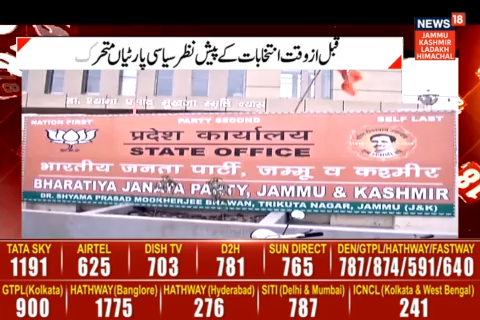 قبل از وقت انتخابات کے پیش نظر سیاسی پارٹیاں متحرک
NEWS 18
JAMMU
KASHMIR
LADAKH
HIMACHAL
डा. श्यामा प्रसाद मुखर्जी स्मृति न्यास
NATION FIRST
PARTY SECOND
SELF LAST
प्रदेश कार्यालय
STATE OFFICE
भारतीय जनता पार्टी, जम्मू व कश्मीर
BHARATIYA JANATA PARTY, JAMMU & KASHMIR
DR. SHYAMA PRASAD MOOKHERJEE BHAWAN, TRIKUTA NAGAR, JAMMU (J&K)
TATA SKY
1191
AIRTEL
625
DISH TV
703
D2H
781
SUN DIRECT
765
DEN/GTPL/HATHWAY/FASTWAY
787/874/591/640
GTPL(Kolkata)
900
HATHWAY(Banglore)
1775
HATHWAY (Hyderabad)
276
SITI (Delhi & Mumbai)
787
ICNCL (Kolkata & West Bengal)
241